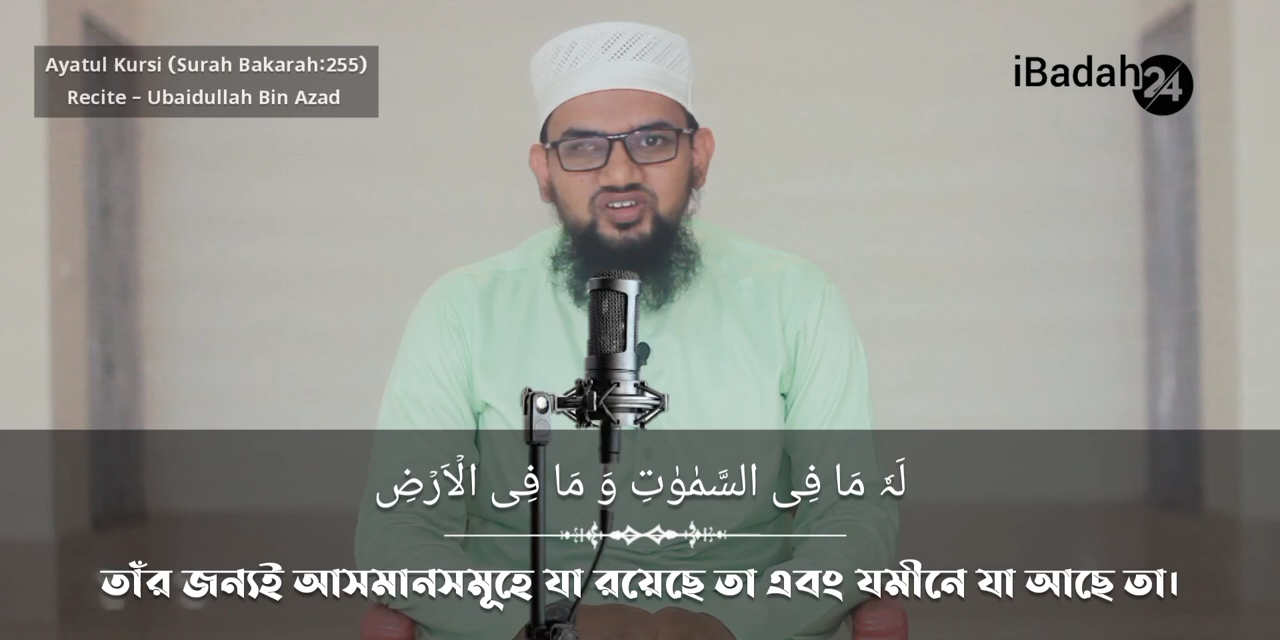 Ayatul Kursi (Surah Bakarah:255)
Recite – Ubaidullah Bin Azad
iBadah24
لَہٗ مَا فِی السَّمٰوٰتِ وَ مَا فِی الۡاَرۡضِ
তাঁর জন্যই আসমানসমূহে যা রয়েছে তা এবং যমীনে যা আছে তা।